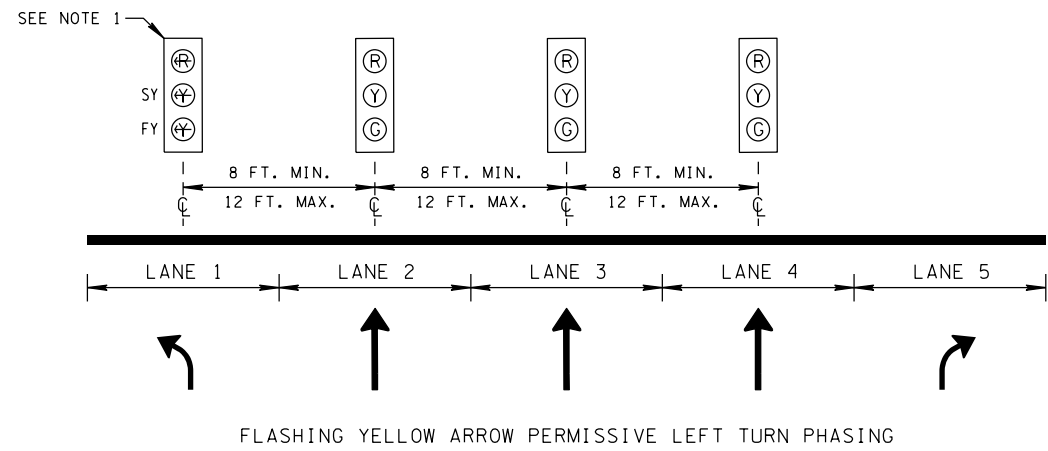 SEE NOTE 1
R R R R
SY Y Y Y Y
FY Y G G G
8 FT. MIN. 8 FT. MIN. 8 FT. MIN.
12 FT. MAX. 12 FT. MAX. 12 FT. MAX.
℄ ℄ ℄ ℄
LANE 1 LANE 2 LANE 3 LANE 4 LANE 5
FLASHING YELLOW ARROW PERMISSIVE LEFT TURN PHASING